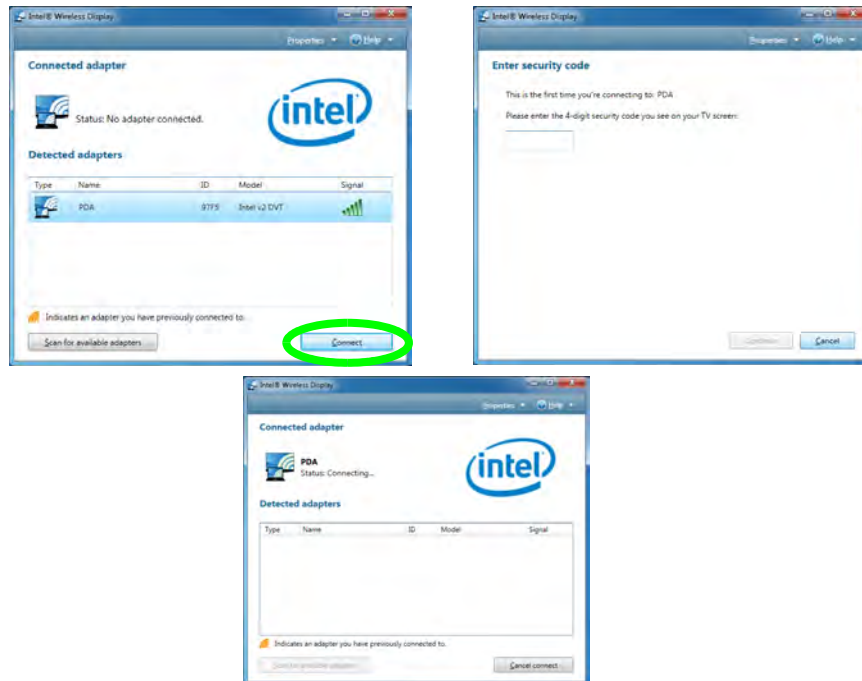 Intel® Wireless Display
Properties Help
Connected adapter
Status: No adapter connected.
intel
Detected adapters
Type Name ID Model Signal
PDA 97F5 Intel v2 DVT
Indicates an adapter you have previously connected to.
Scan for available adapters Connect
Intel® Wireless Display
Properties Help
Enter security code
This is the first time you're connecting to: PDA
Please enter the 4-digit security code you see on your TV screen:
Continue Cancel
Intel® Wireless Display
Properties Help
Connected adapter
PDA
Status: Connecting...
intel
Detected adapters
Type Name ID Model Signal
Indicates an adapter you have previously connected to.
Scan for available adapters Cancel connect